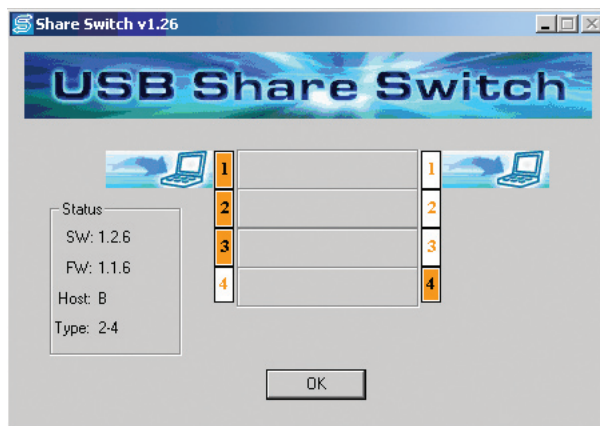 Share Switch v1.26
USB Share Switch
1 1
2 2
3 3
4 4
Status
SW: 1.2.6
FW: 1.1.6
Host: B
Type: 2-4
OK